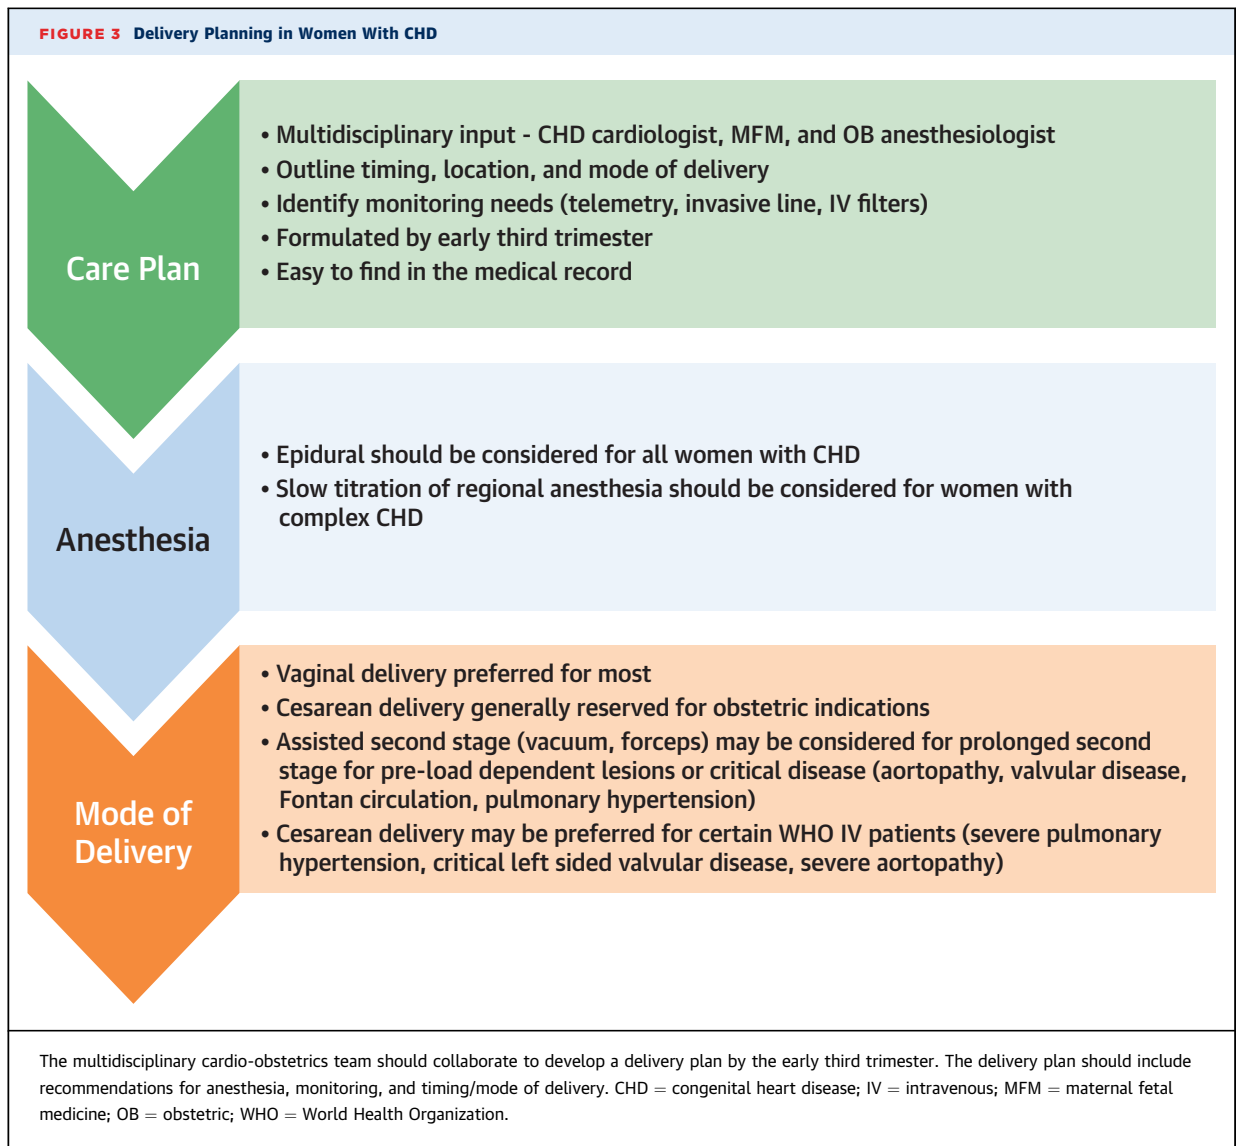 FIGURE 3 Delivery Planning in Women With CHD
Care Plan
• Multidisciplinary input - CHD cardiologist, MFM, and OB anesthesiologist
• Outline timing, location, and mode of delivery
• Identify monitoring needs (telemetry, invasive line, IV filters)
• Formulated by early third trimester
• Easy to find in the medical record
Anesthesia
• Epidural should be considered for all women with CHD
• Slow titration of regional anesthesia should be considered for women with
complex CHD
Mode of
Delivery
• Vaginal delivery preferred for most
• Cesarean delivery generally reserved for obstetric indications
• Assisted second stage (vacuum, forceps) may be considered for prolonged second
stage for pre-load dependent lesions or critical disease (aortopathy, valvular disease,
Fontan circulation, pulmonary hypertension)
• Cesarean delivery may be preferred for certain WHO IV patients (severe pulmonary
hypertension, critical left sided valvular disease, severe aortopathy)
The multidisciplinary cardio-obstetrics team should collaborate to develop a delivery plan by the early third trimester. The delivery plan should include
recommendations for anesthesia, monitoring, and timing/mode of delivery. CHD = congenital heart disease; IV = intravenous; MFM = maternal fetal
medicine; OB = obstetric; WHO = World Health Organization.